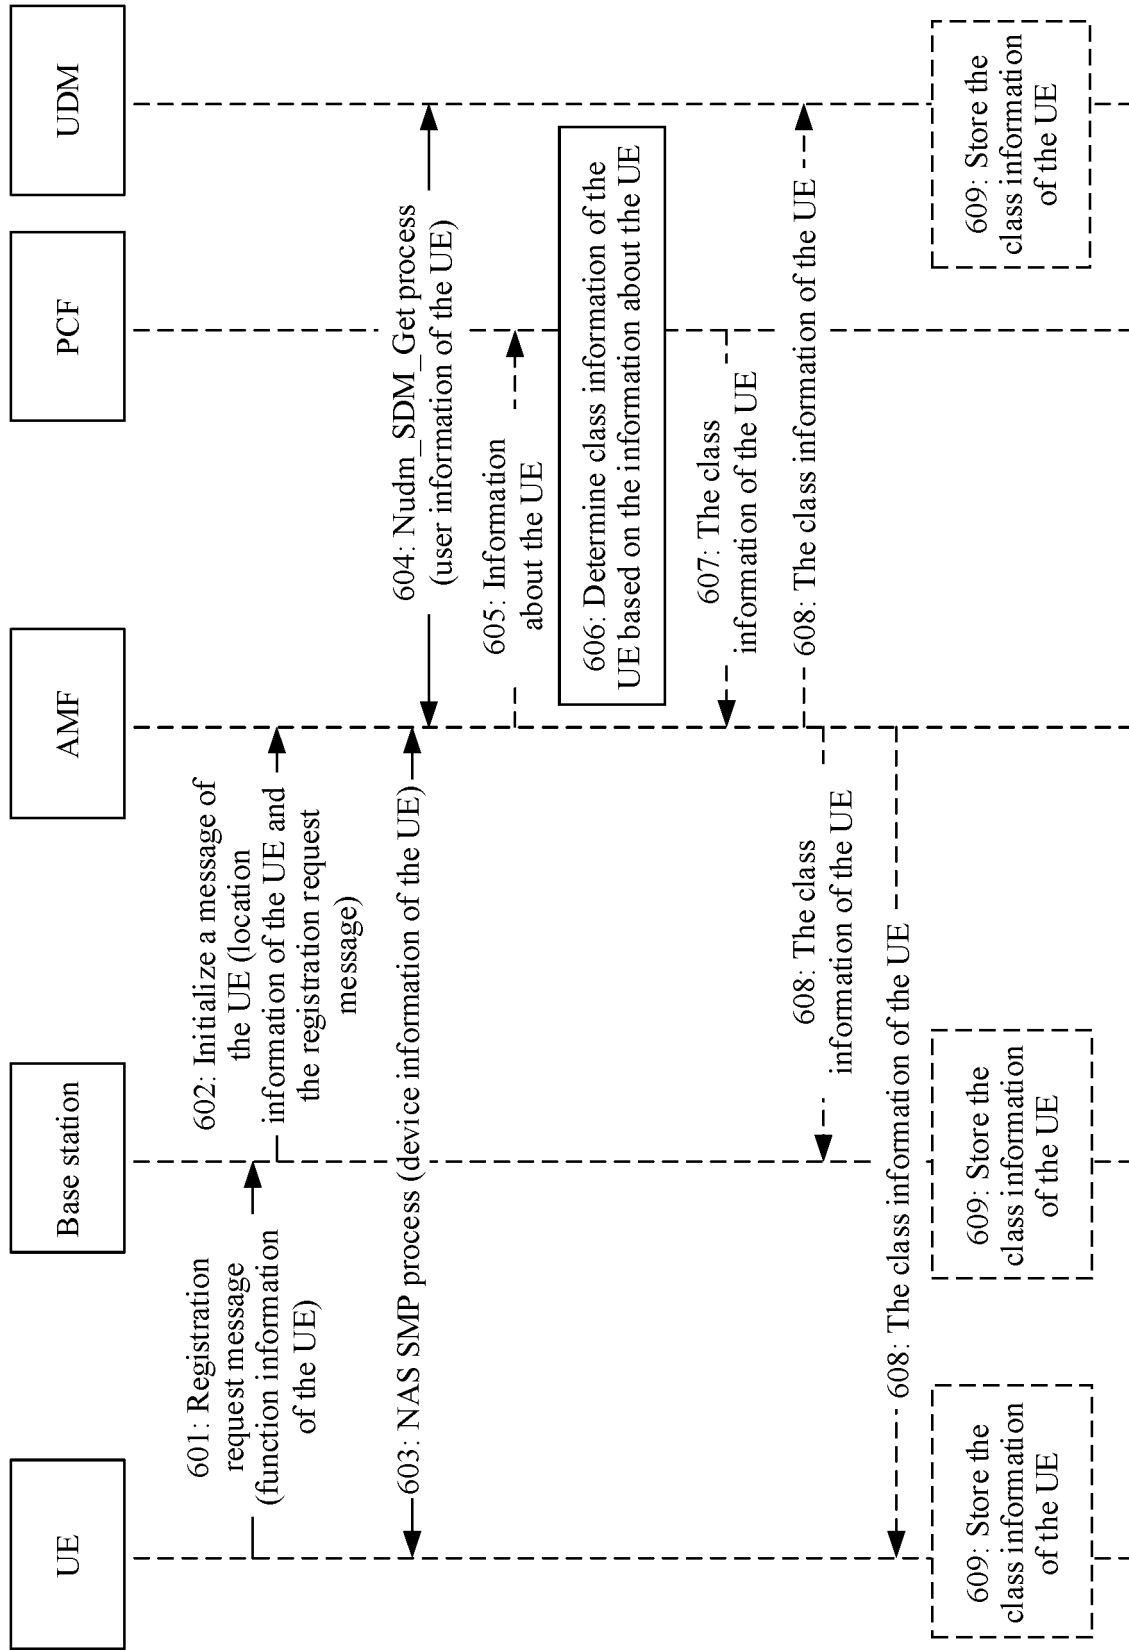 UE
Base station
AMF
PCF
UDM
601: Registration
request message
(function information
of the UE)
602: Initialize a message of
the UE (location
information of the UE and
the registration request
message)
603: NAS SMP process (device information of the UE)
604: Nudm_SDM_Get process
(user information of the UE)
605: Information
about the UE
606: Determine class information of the
UE based on the information about the UE
607: The class
information of the UE
608: The class information of the UE
608: The class
information of the UE
608: The class information of the UE
609: Store the
class information
of the UE
609: Store the
class information
of the UE
609: Store the
class information
of the UE